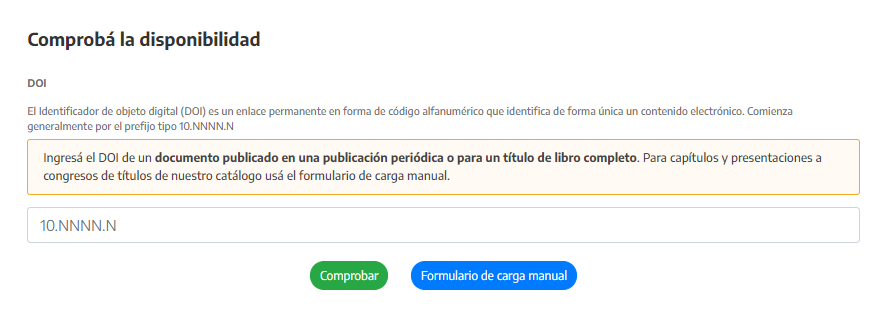 Comprobá la disponibilidad
DOI
El Identificador de objeto digital (DOI) es un enlace permanente en forma de código alfanumérico que identifica de forma única un contenido electrónico. Comienza
generalmente por el prefijo tipo 10.NNNN.N
Ingresá el DOI de un documento publicado en una publicación periódica o para un título de libro completo. Para capítulos y presentaciones a
congresos de títulos de nuestro catálogo usá el formulario de carga manual.
10.NNNN.N
Comprobar
Formulario de carga manual